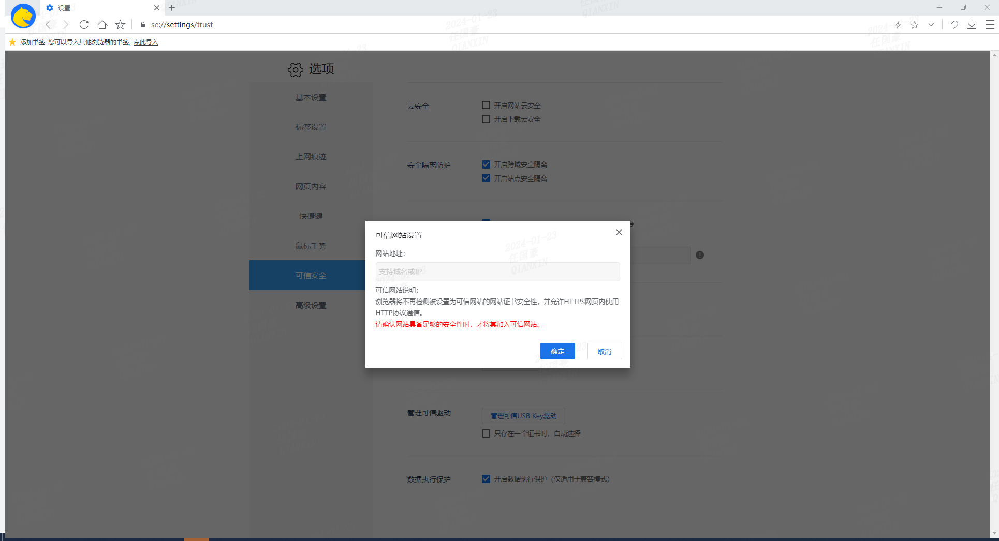 设置
se://settings/trust
添加书签 您可以导入其他浏览器的书签, 点此导入
选项
基本设置
标签设置
上网痕迹
网页内容
快捷键
鼠标手势
可信安全
高级设置
云安全
开启网站云安全
开启下载云安全
安全隔离防护
开启跨域安全隔离
开启站点安全隔离
可信网站设置
网站地址:
支持域名或IP
可信网站说明:
浏览器将不再检测被设置为可信网站的网站证书安全性，并允许HTTPS网页内使用
HTTP协议通信。
请确认网站具备足够的安全性时，才将其加入可信网站。
确定
取消
管理可信驱动
管理可信USB Key驱动
只存在一个证书时，自动选择
数据执行保护
开启数据执行保护（仅适用于兼容模式）
2024-01-23
任国豪
QIANXIN